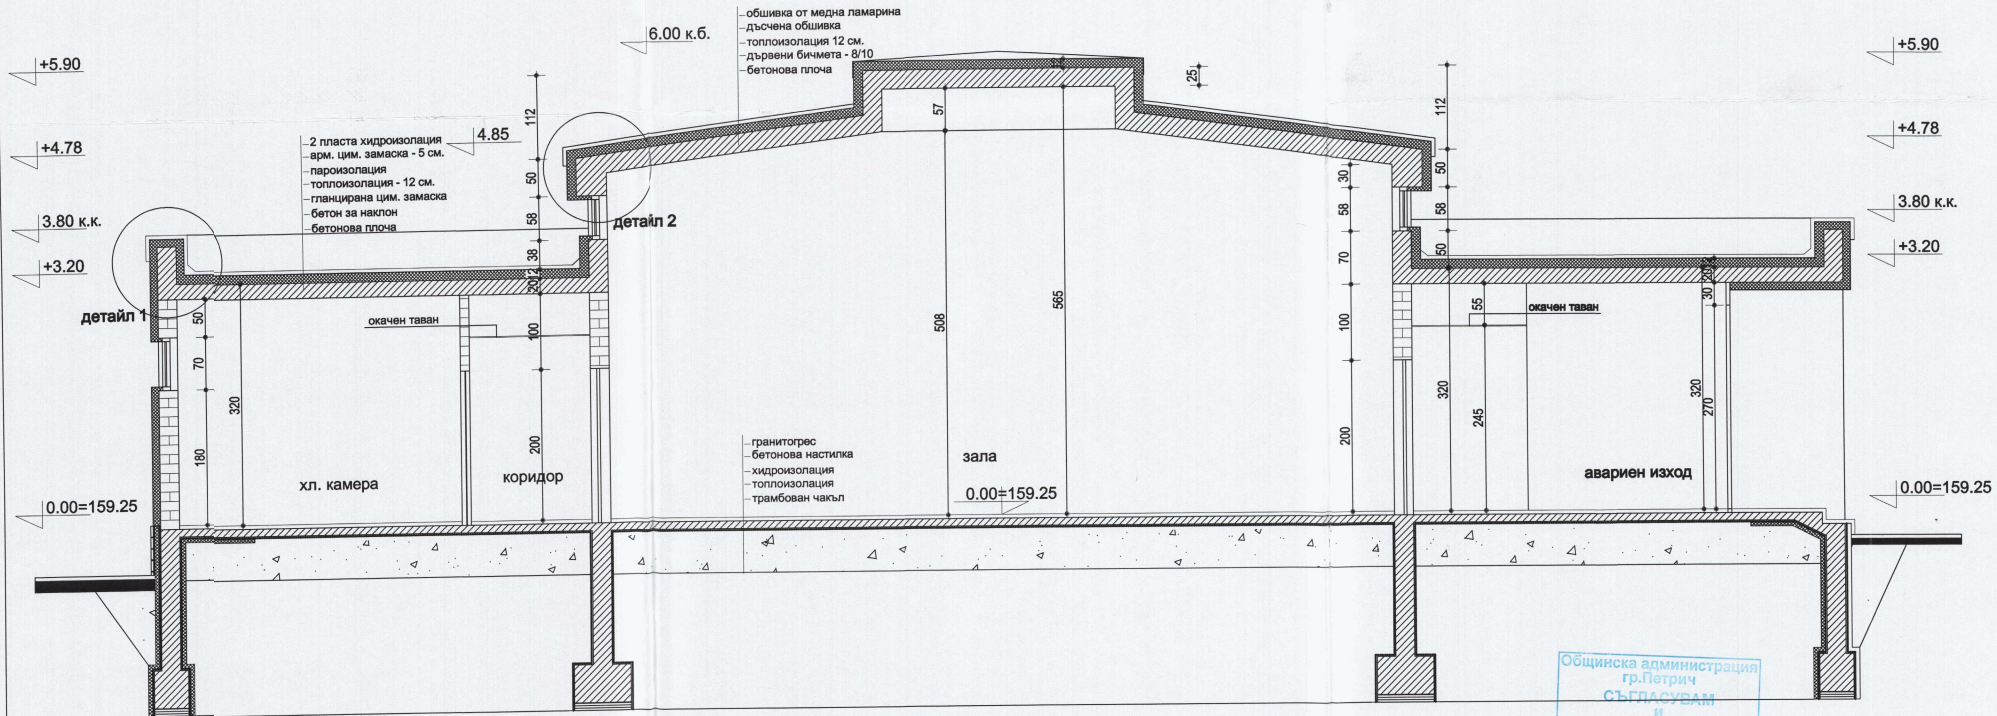 обшивка от медна ламарина
дъсчена обшивка
топлоизолация 12 см.
дървени бичмета - 8/10
бетонова плоча
6.00 к.б.
+5.90
+5.90
25
12
112
57
112
4.85
2 пласта хидроизолация
арм. цим. замаска - 5 см.
пароизолация
топлоизолация - 12 см.
гланцирана цим. замаска
бетон за наклон
бетонова плоча
+4.78
+4.78
50
30
50
3.80 к.к.
3.80 к.к.
58
детайл 2
58
58
38
70
50
+3.20
+3.20
2012
2012
детайл 1
50
окачен таван
100
508
565
100
55
окачен таван
30
70
320
320
245
320
270
180
200
200
гранитогрес
бетонова настилка
хидроизолация
топлоизолация
трамбован чакъл
зала
хл. камера
коридор
авариен изход
0.00=159.25
0.00=159.25
0.00=159.25
Общинска администрация
гр.Петрич
СЪГЛАСУВАМ
И